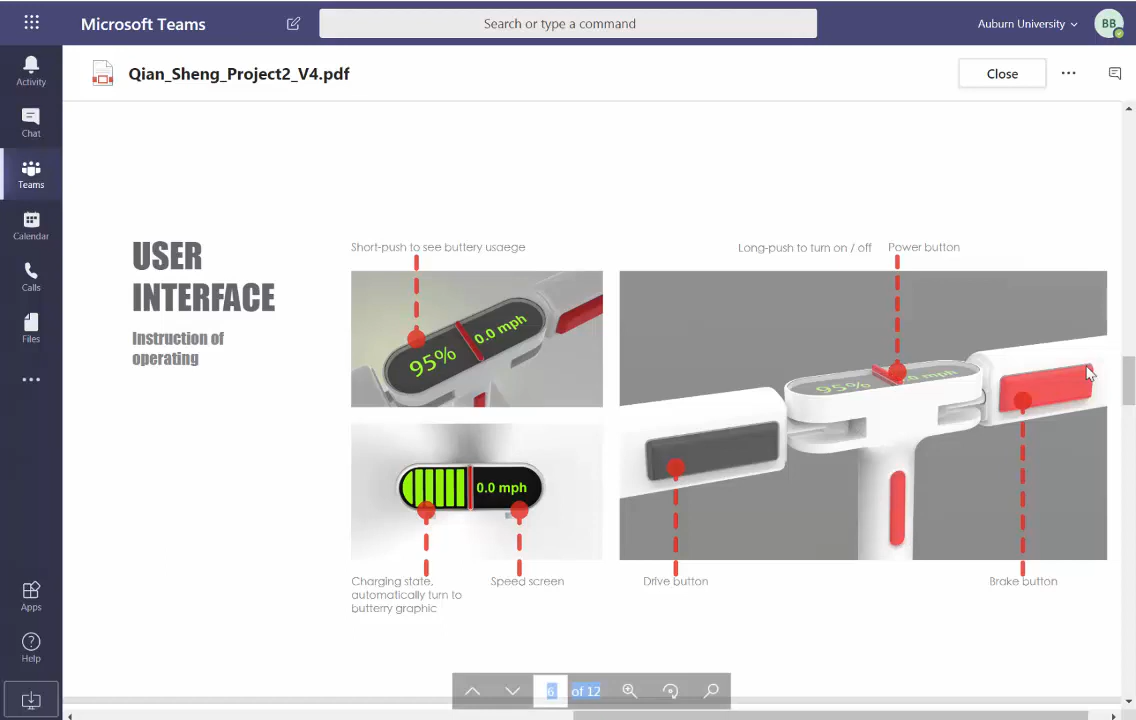 Microsoft Teams
Search or type a command
Auburn University
BB
Activity
Chat
Teams
Calendar
Calls
Files
Apps
Help
Qian_Sheng_Project2_V4.pdf
Close
USER
INTERFACE
Instruction of
operating
Short-push to see buttery usaege
95%
0.0 mph
0.0 mph
Charging state,
automatically turn to
butterry graphic
Speed screen
Long-push to turn on / off
Power button
95%
mph
Drive button
Brake button
6 of 12